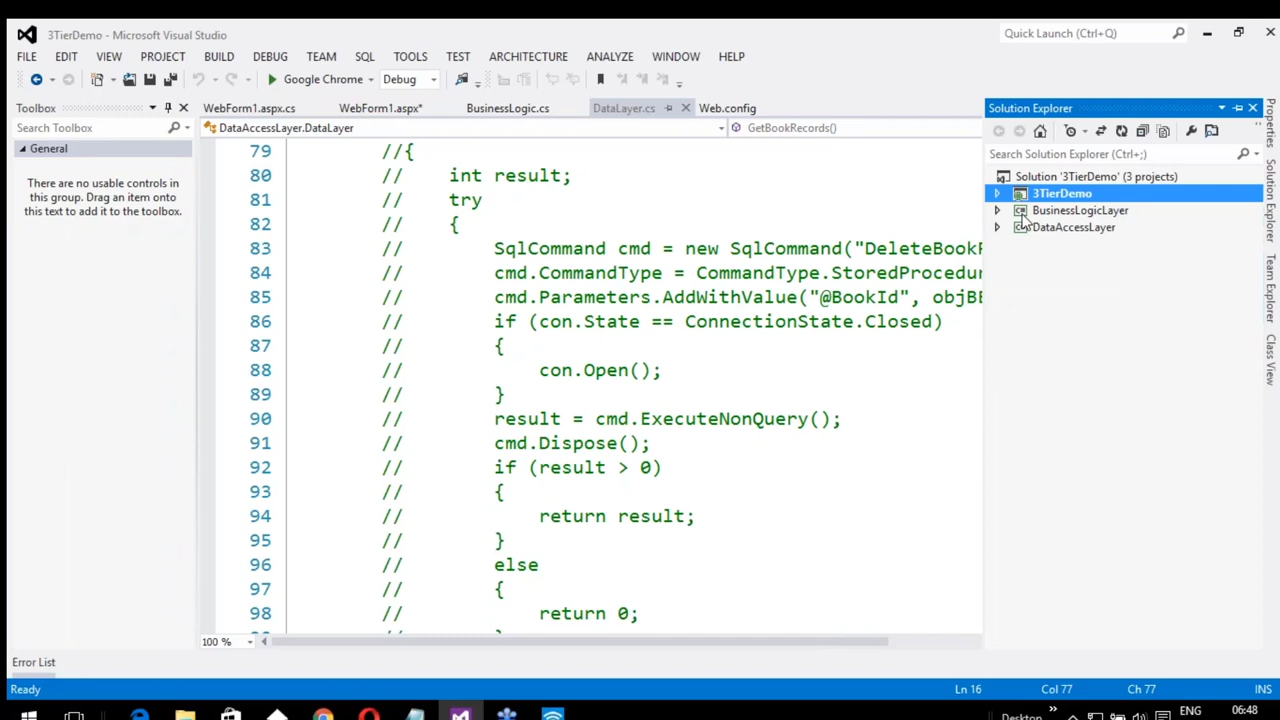 3TierDemo - Microsoft Visual Studio
Quick Launch (Ctrl+Q)
FILE EDIT VIEW PROJECT BUILD DEBUG TEAM SQL TOOLS TEST ARCHITECTURE ANALYZE WINDOW HELP
Google Chrome Debug
Toolbox
WebForm1.aspx.cs WebForm1.aspx* BusinessLogic.cs DataLayer.cs Web.config
Solution Explorer
Search Toolbox
DataAccessLayer.DataLayer GetBookRecords()
General
There are no usable controls in
this group. Drag an item onto
this text to add it to the toolbox.
79 //{
80 // int result;
81 // try
82 // {
83 // SqlCommand cmd = new SqlCommand("DeleteBookR
84 // cmd.CommandType = CommandType.StoredProcedur
85 // cmd.Parameters.AddWithValue("@BookId", objBE
86 // if (con.State == ConnectionState.Closed)
87 // {
88 // con.Open();
89 // }
90 // result = cmd.ExecuteNonQuery();
91 // cmd.Dispose();
92 // if (result > 0)
93 // {
94 // return result;
95 // }
96 // else
97 // {
98 // return 0;
100 %
Search Solution Explorer (Ctrl+;)
Solution '3TierDemo' (3 projects)
3TierDemo
BusinessLogicLayer
DataAccessLayer
Properties
Solution Explorer
Team Explorer
Class View
Error List
Ready Ln 16 Col 77 Ch 77 INS
Desktop ENG 06:48